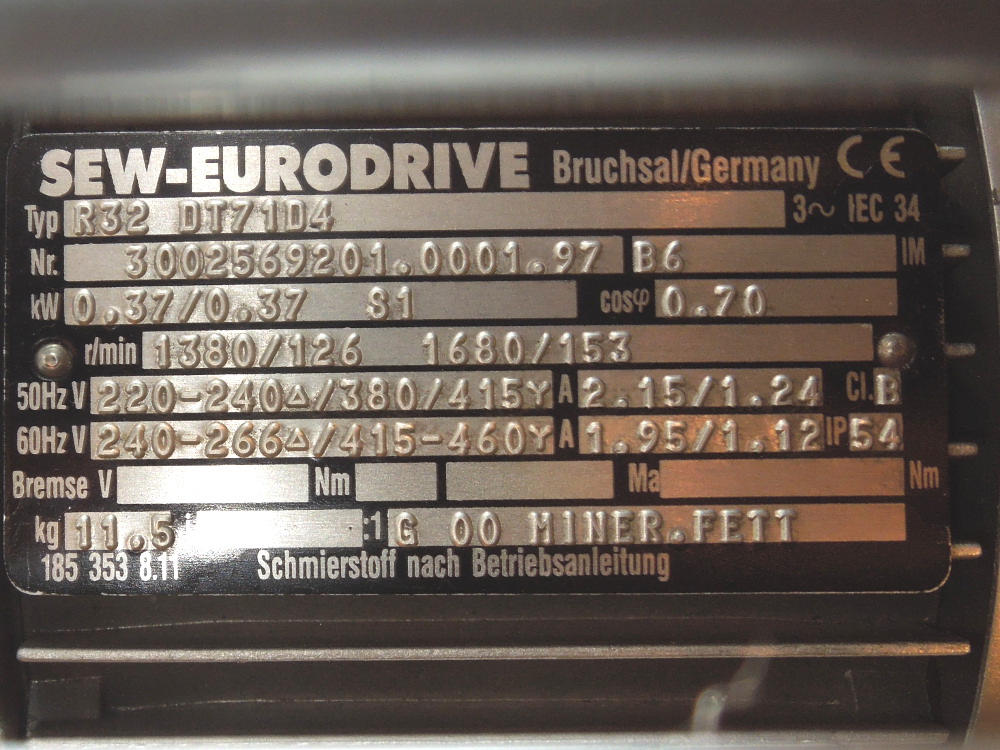 SEW-EURODRIVE Bruchsal/Germany CE
Typ R32 DT71D4 3~ IEC 34
Nr. 3002569201.0001.97 B6 IM
kW 0.37/0.37 S1 cosφ 0.70
r/min 1380/126 1680/153
50Hz V 220-240△/380/415Y A 2.15/1.24 Cl. B
60Hz V 240-266△/415-460Y A 1.95/1.12 IP 54
Bremse V Nm Ma Nm
kg 11.5 :1 G 00 MINER.FETT
185 353 8.11 Schmierstoff nach Betriebsanleitung